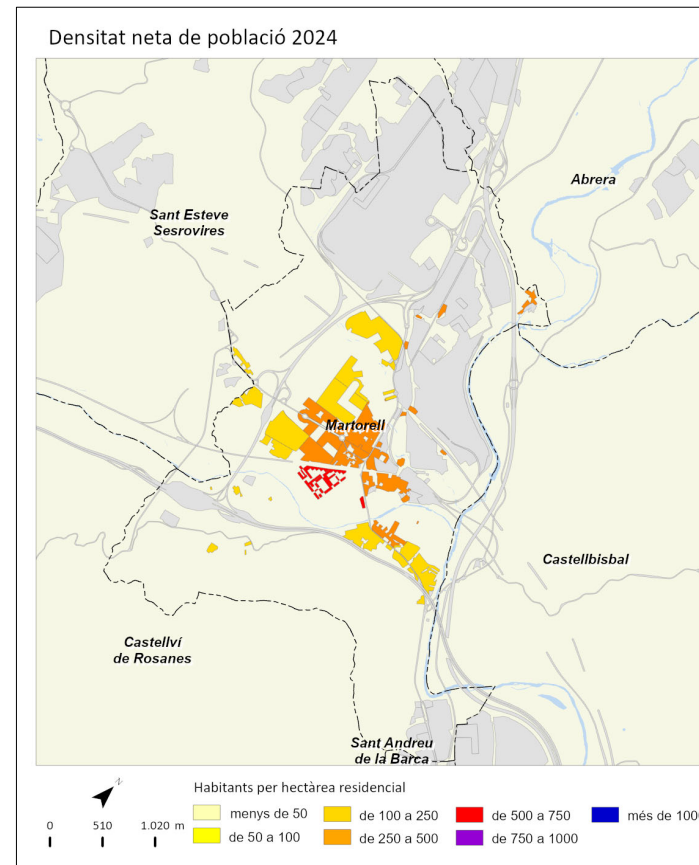 Densitat neta de població 2024
Abrera
Sant Esteve
Sesrovires
Martorell
Castellbisbal
Castellví
de Rosanes
Sant Andreu
de la Barca
N
Habitants per hectàrea residencial
menys de 50
de 100 a 250
de 500 a 750
més de 100
0 510 1.020 m
de 50 a 100
de 250 a 500
de 750 a 1000